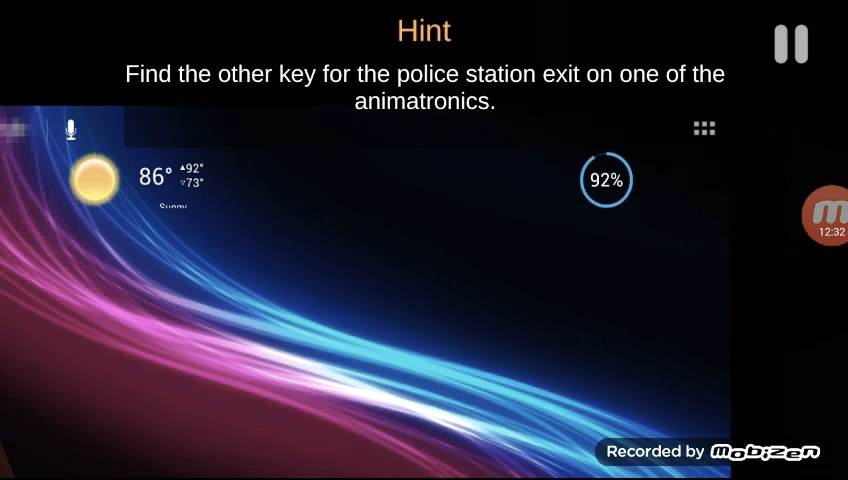 Hint
Find the other key for the police station exit on one of the
animatronics.
86° ▲92°
▽73°
92%
Sunny
12:32
Recorded by mobizen